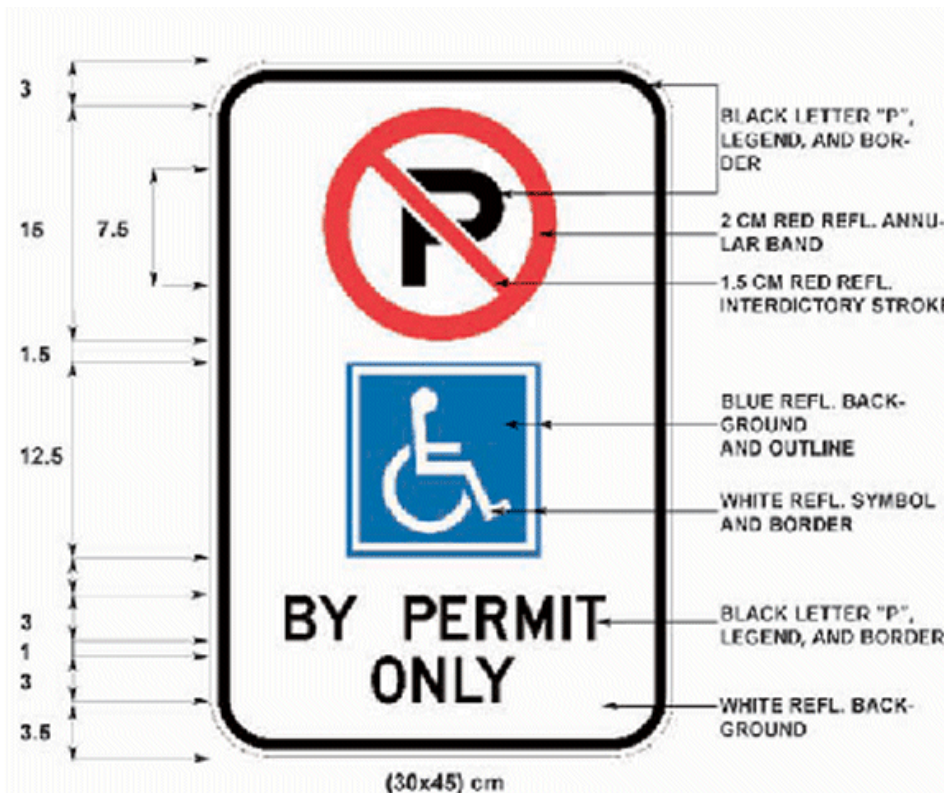 3
BLACK LETTER "P",
LEGEND, AND BOR-
DER
P
16
7.5
2 CM RED REFL. ANNU-
LAR BAND
1.5 CM RED REFL.
INTERDICTORY STROKE
1.5
BLUE REFL. BACK-
GROUND
AND OUTLINE
12.5
WHITE REFL. SYMBOL
AND BORDER
3
BY PERMIT
BLACK LETTER "P",
LEGEND, AND BORDER
1
ONLY
3
WHITE REFL. BACK-
GROUND
3.5
(30x45) cm